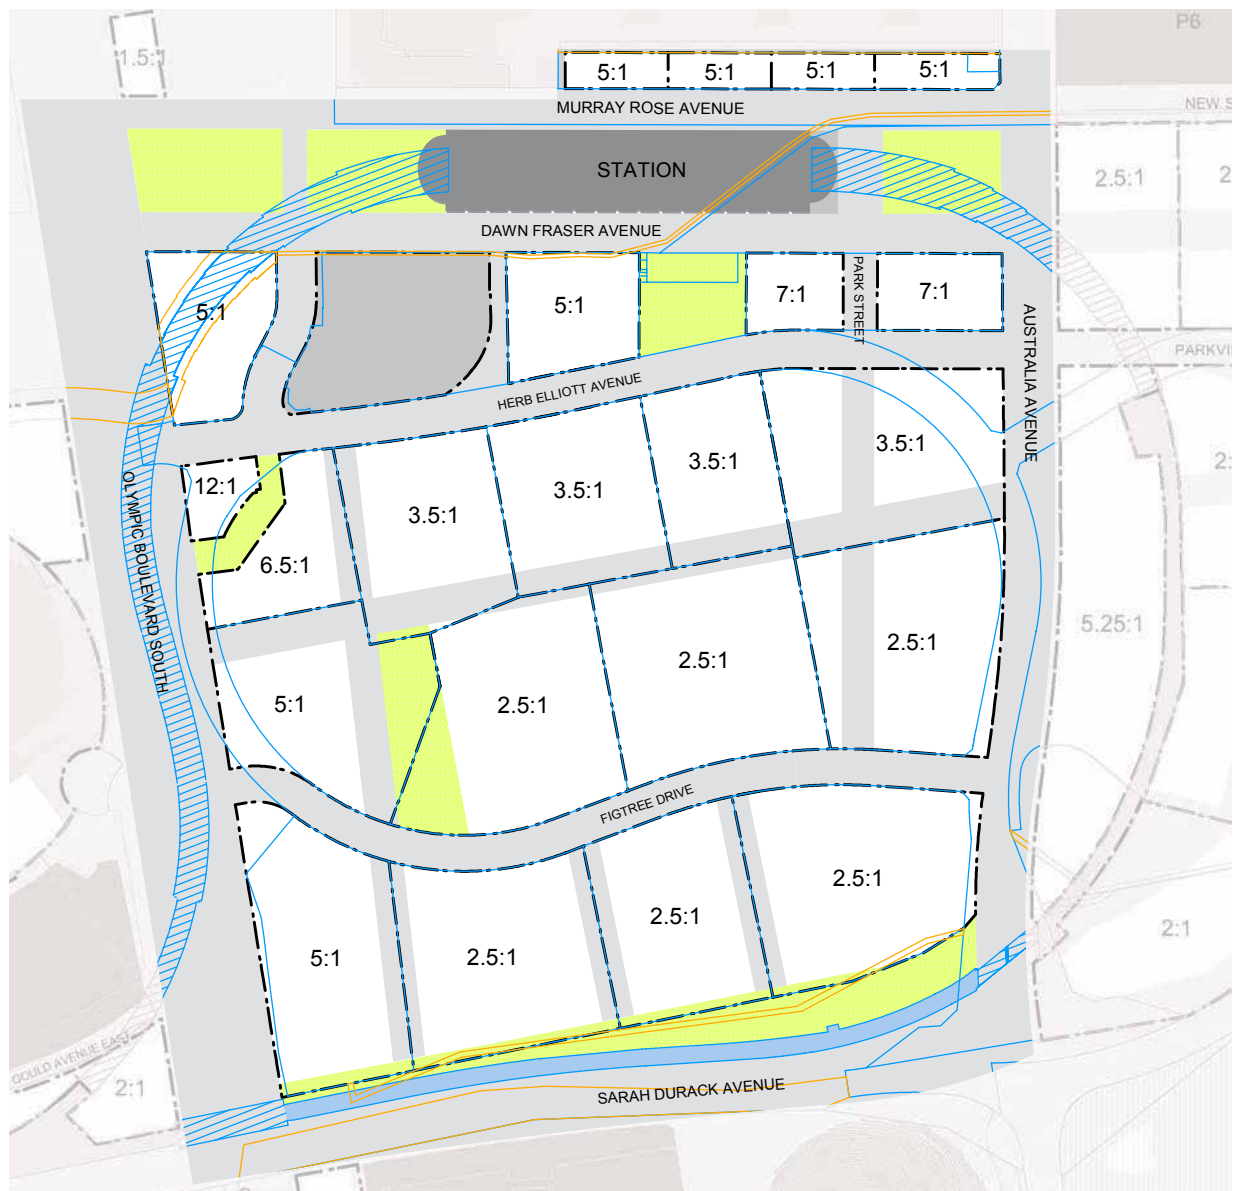 P6
1.5:1
5:1
5:1
5:1
5:1
MURRAY ROSE AVENUE
NEW S
STATION
2.5:1
2
DAWN FRASER AVENUE
5:1
5:1
7:1
PARK STREET
7:1
AUSTRALIA AVENUE
PARKVI
HERB ELLIOTT AVENUE
3.5:1
3.5:1
2:
12:1
3.5:1
3.5:1
OLYMPIC BOULEVARD SOUTH
6.5:1
5.25:1
2.5:1
2.5:1
5:1
2.5:1
FIGTREE DRIVE
2.5:1
2.5:1
2:1
5:1
2.5:1
GOULD AVENUE EAST
2:1
SARAH DURACK AVENUE